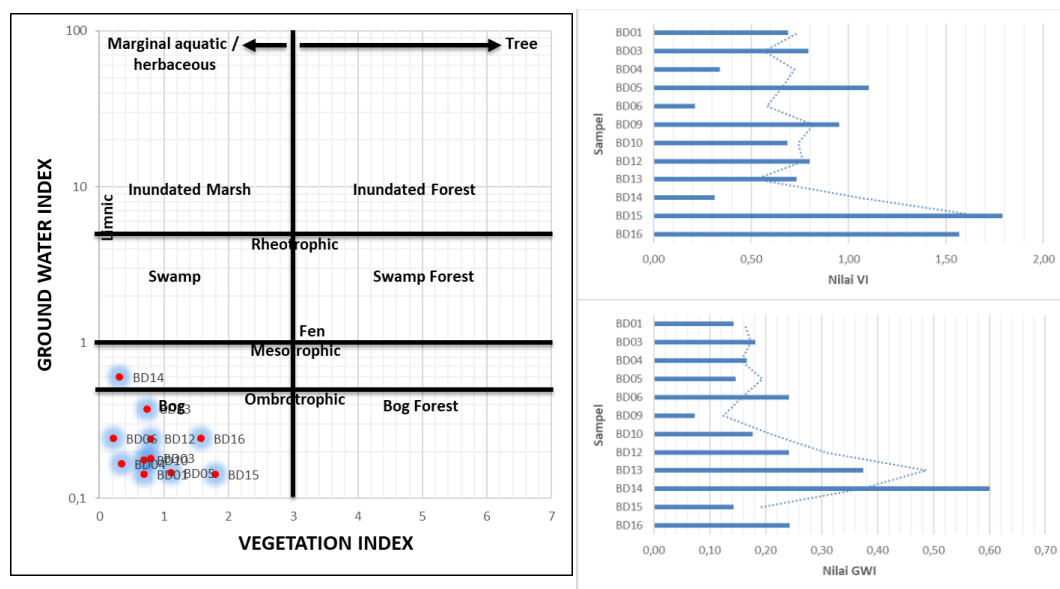 100
10
1
0,1
GROUND WATER INDEX
Marginal aquatic /
herbaceous
Tree
Limnic
Inundated Marsh
Inundated Forest
Rheotrophic
Swamp
Swamp Forest
Fen
Mesotrophic
Ombrotrophic
Bog
Bog Forest
BD14
BD13
BD06
BD12
BD16
BD03
BD10
BD04
BD01
BD05
BD15
0
1
2
3
4
5
6
7
VEGETATION INDEX
Sampel
BD01
BD03
BD04
BD05
BD06
BD09
BD10
BD12
BD13
BD14
BD15
BD16
0,00
0,50
1,00
1,50
2,00
Nilai VI
Sampel
BD01
BD03
BD04
BD05
BD06
BD09
BD10
BD12
BD13
BD14
BD15
BD16
0,00
0,10
0,20
0,30
0,40
0,50
0,60
0,70
Nilai GWI